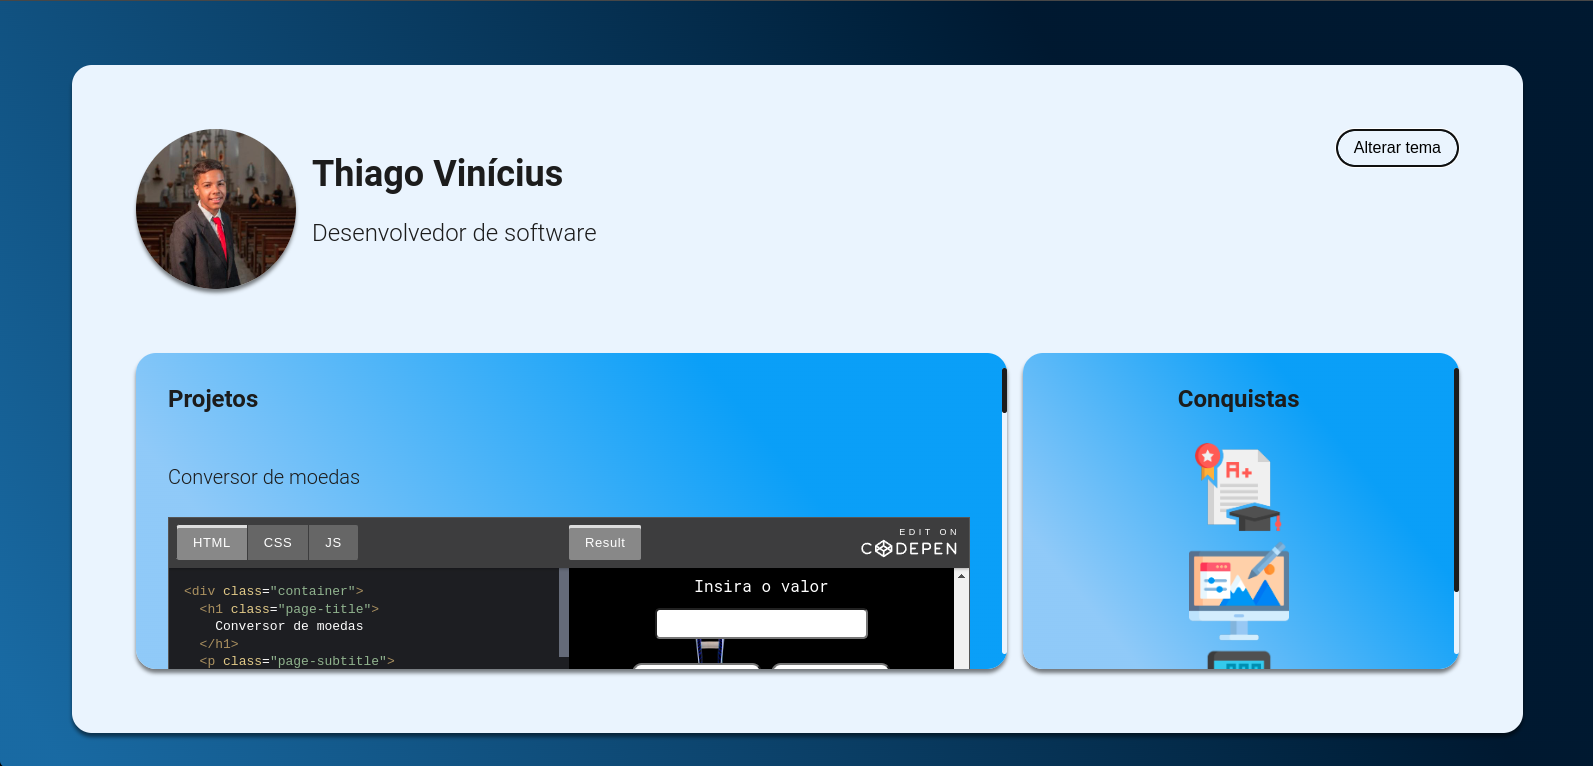 Thiago Vinícius
Desenvolvedor de software
Alterar tema
Projetos
Conversor de moedas
HTML CSS JS
Result
EDIT ON
CODEPEN
<div class="container">
<h1 class="page-title">
Conversor de moedas
</h1>
<p class="page-subtitle">
Insira o valor
Conquistas
A+